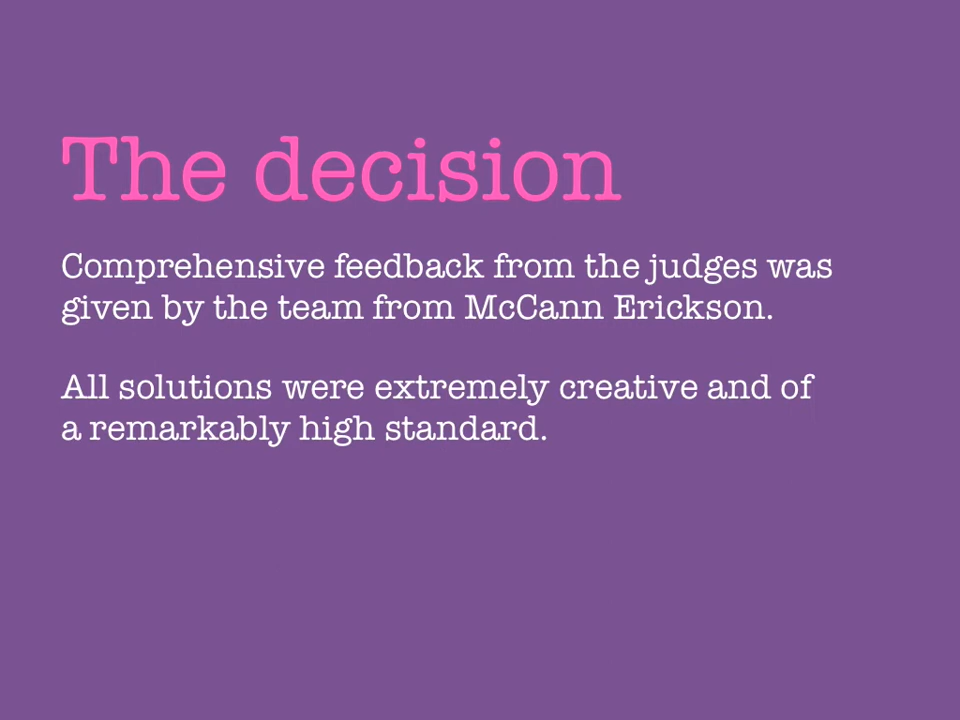 The decision
Comprehensive feedback from the judges was
given by the team from McCann Erickson.
All solutions were extremely creative and of
a remarkably high standard.